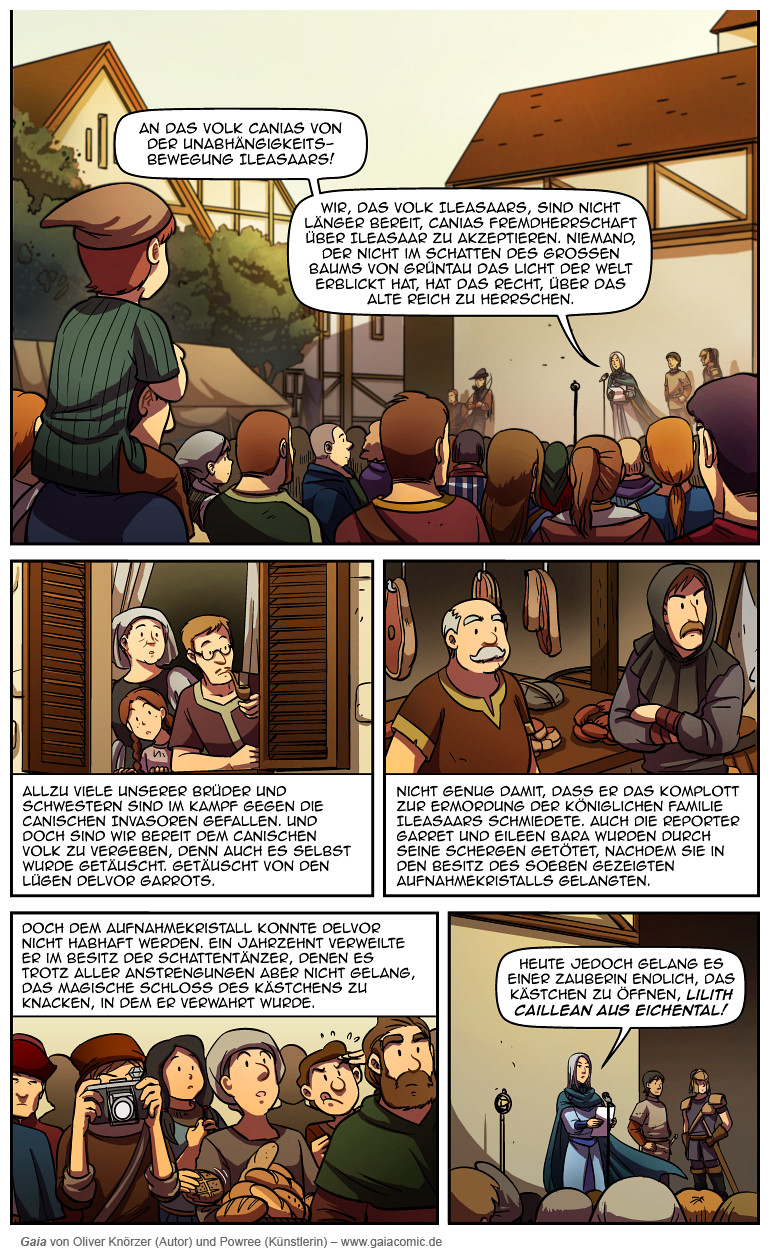 AN DAS VOLK CANIAS VON
DER UNABHÄNGIGKEITS-
BEWEGUNG ILEASAARS!
WIR, DAS VOLK ILEASAARS, SIND NICHT
LÄNGER BEREIT, CANIAS FREMDHERRSCHAFT
ÜBER ILEASAAR ZU AKZEPTIEREN. NIEMAND,
DER NICHT IM SCHATTEN DES GROSSEN
BAUMS VON GRÜNTAU DAS LICHT DER WELT
ERBLICKT HAT, HAT DAS RECHT, ÜBER DAS
ALTE REICH ZU HERRSCHEN.
ALLZU VIELE UNSERER BRÜDER UND
SCHWESTERN SIND IM KAMPF GEGEN DIE
CANISCHEN INVASOREN GEFALLEN. UND
DOCH SIND WIR BEREIT DEM CANISCHEN
VOLK ZU VERGEBEN, DENN AUCH ES SELBST
WURDE GETÄUSCHT. GETÄUSCHT VON DEN
LÜGEN DELVOR GARROTS.
NICHT GENUG DAMIT, DASS ER DAS KOMPLOTT
ZUR ERMORDUNG DER KÖNIGLICHEN FAMILIE
ILEASAARS SCHMIEDETE. AUCH DIE REPORTER
GARRET UND EILEEN BARA WURDEN DURCH
SEINE SCHERGEN GETÖTET, NACHDEM SIE IN
DEN BESITZ DES SOEBEN GEZEIGTEN
AUFNAHMEKRISTALLS GELANGTEN.
DOCH DEM AUFNAHMEKRISTALL KONNTE DELVOR
NICHT HABHAFT WERDEN. EIN JAHRZEHNT VERWEILTE
ER IM BESITZ DER SCHATTENTÄNZER, DENEN ES
TROTZ ALLER ANSTRENGUNGEN ABER NICHT GELANG,
DAS MAGISCHE SCHLOSS DES KÄSTCHENS ZU
KNACKEN, IN DEM ER VERWAHRT WURDE.
HEUTE JEDOCH GELANG ES
EINER ZAUBERIN ENDLICH, DAS
KÄSTCHEN ZU ÖFFNEN, LILITH
CAILLEAN AUS EICHENTAL!
Gaia von Oliver Knörzer (Autor) und Powree (Künstlerin) – www.gaiacomic.de